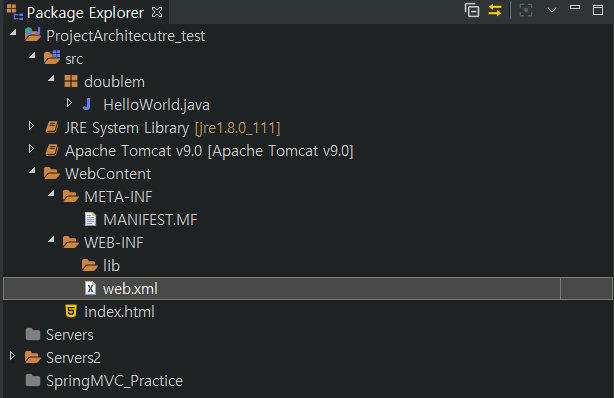 Package Explorer
ProjectArchitecutre_test
src
doublem
HelloWorld.java
JRE System Library [jre1.8.0_111]
Apache Tomcat v9.0 [Apache Tomcat v9.0]
WebContent
META-INF
MANIFEST.MF
WEB-INF
lib
web.xml
index.html
Servers
Servers2
SpringMVC_Practice